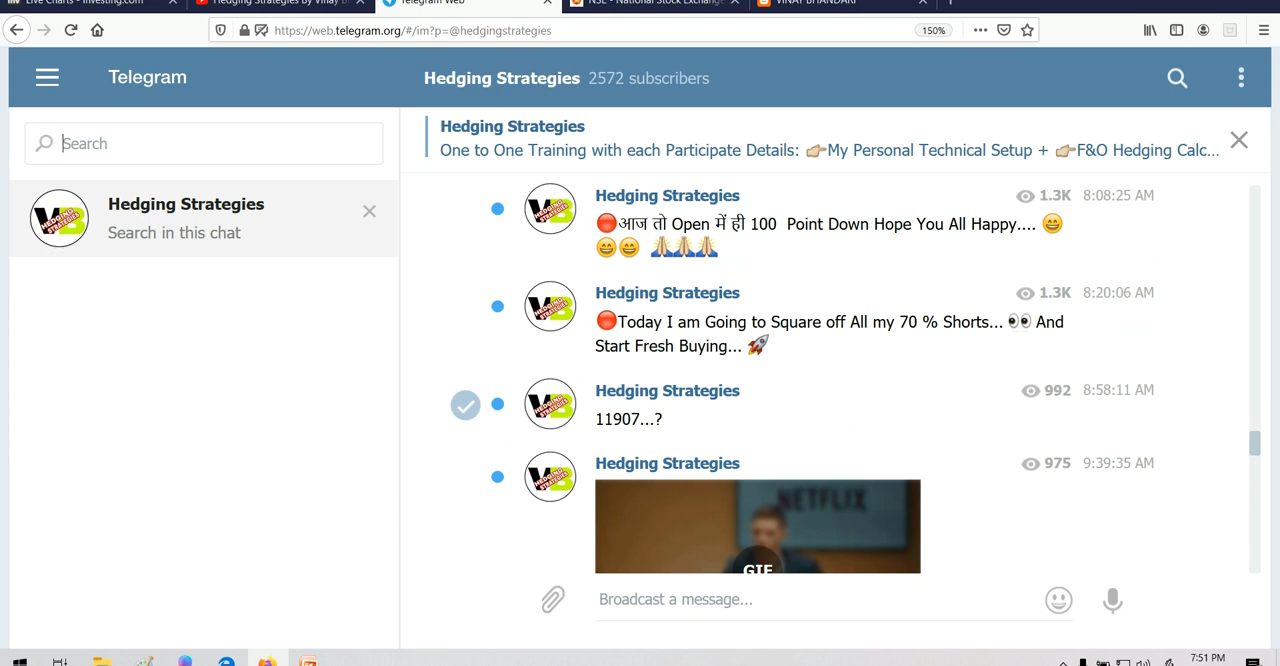 Live Charts - Investing.com
Hedging Strategies By Vinay B
Telegram Web
NSE - National Stock Exchange
VINAY BHANDARI
https://web.telegram.org/#/im?p=@hedgingstrategies
150%
Telegram
Hedging Strategies 2572 subscribers
Search
Hedging Strategies
Search in this chat
Hedging Strategies
One to One Training with each Participate Details: 👉🏼My Personal Technical Setup + 👉🏼F&O Hedging Calc...
Hedging Strategies 1.3K 8:08:25 AM
🔴आज तो Open में ही 100 Point Down Hope You All Happy.... 😄
😄😄 🙏🏼🙏🏼🙏🏼
Hedging Strategies 1.3K 8:20:06 AM
🔴Today I am Going to Square off All my 70 % Shorts... 👀 And
Start Fresh Buying... 🚀
Hedging Strategies 992 8:58:11 AM
11907...?
Hedging Strategies 975 9:39:35 AM
NETFLIX
GIF
Broadcast a message...
7:51 PM